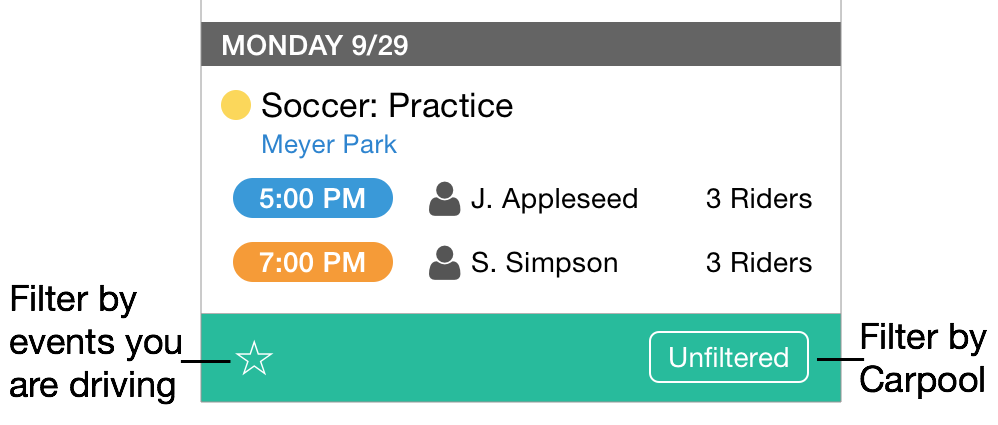 MONDAY 9/29
Soccer: Practice
Meyer Park
5:00 PM J. Appleseed 3 Riders
7:00 PM S. Simpson 3 Riders
Filter by
events you
are driving
Unfiltered
Filter by
Carpool